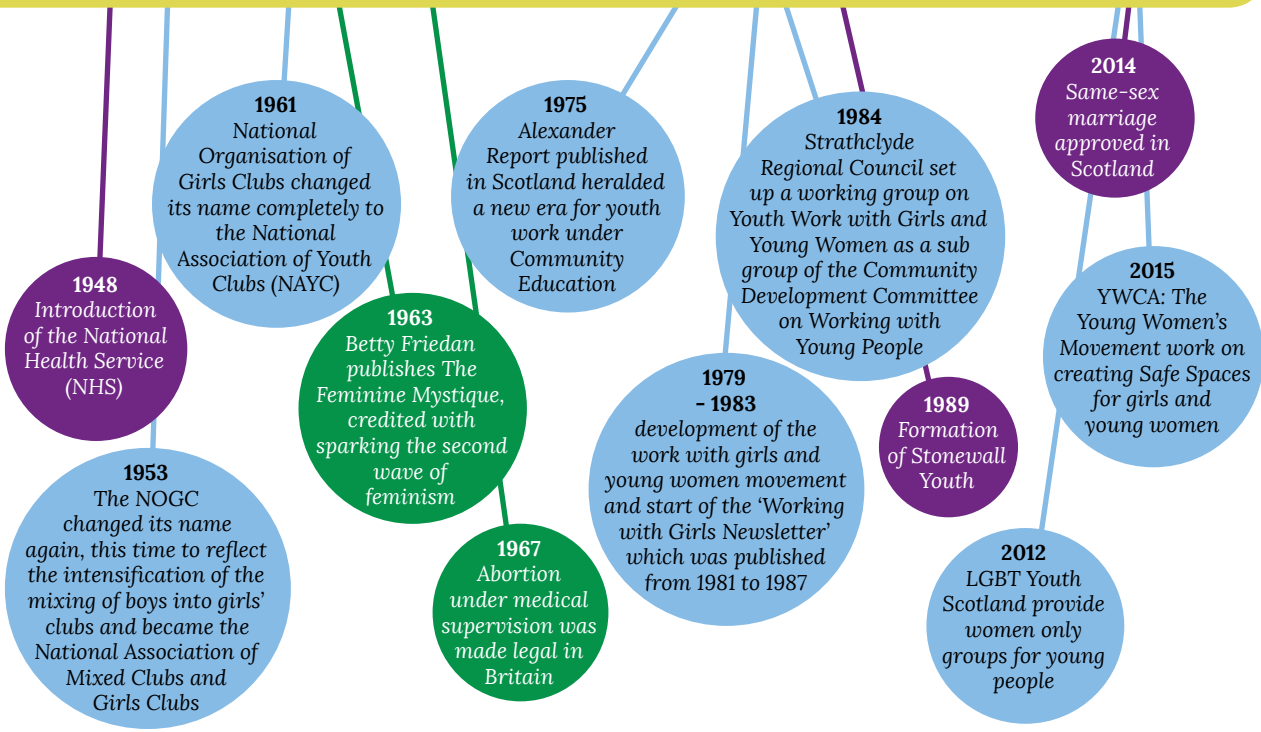 1948
Introduction
of the National
Health Service
(NHS)
1953
The NOGC
changed its name
again, this time to reflect
the intensification of the
mixing of boys into girls’
clubs and became the
National Association of
Mixed Clubs and
Girls Clubs
1961
National
Organisation of
Girls Clubs changed
its name completely to
the National
Association of Youth
Clubs (NAYC)
1963
Betty Friedan
publishes The
Feminine Mystique,
credited with
sparking the second
wave of
feminism
1967
Abortion
under medical
supervision was
made legal in
Britain
1975
Alexander
Report published
in Scotland heralded
a new era for youth
work under
Community
Education
1979
– 1983
development of the
work with girls and
young women movement
and start of the ‘Working
with Girls Newsletter’
which was published
from 1981 to 1987
1984
Strathclyde
Regional Council set
up a working group on
Youth Work with Girls and
Young Women as a sub
group of the Community
Development Committee
on Working with
Young People
1989
Formation
of Stonewall
Youth
2012
LGBT Youth
Scotland provide
women only
groups for young
people
2014
Same-sex
marriage
approved in
Scotland
2015
YWCA: The
Young Women’s
Movement work on
creating Safe Spaces
for girls and
young women